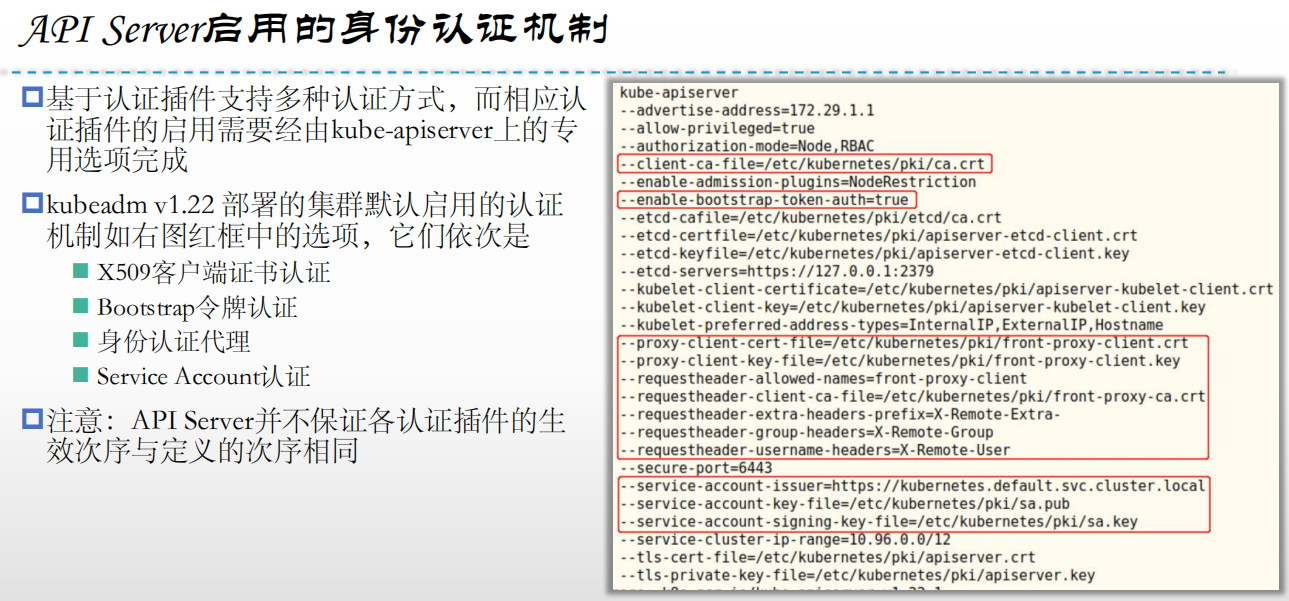 API Server启用的身份认证机制
基于认证插件支持多种认证方式，而相应认
证插件的启用需要经由kube-apiserver上的专
用选项完成
kubeadm v1.22 部署的集群默认启用的认证
机制如右图红框中的选项，它们依次是
X509客户端证书认证
Bootstrap令牌认证
身份认证代理
Service Account认证
注意：API Server并不保证各认证插件的生
效次序与定义的次序相同
kube-apiserver
--advertise-address=172.29.1.1
--allow-privileged=true
--authorization-mode=Node,RBAC
--client-ca-file=/etc/kubernetes/pki/ca.crt
--enable-admission-plugins=NodeRestriction
--enable-bootstrap-token-auth=true
--etcd-cafile=/etc/kubernetes/pki/etcd/ca.crt
--etcd-certfile=/etc/kubernetes/pki/apiserver-etcd-client.crt
--etcd-keyfile=/etc/kubernetes/pki/apiserver-etcd-client.key
--etcd-servers=https://127.0.0.1:2379
--kubelet-client-certificate=/etc/kubernetes/pki/apiserver-kubelet-client.crt
--kubelet-client-key=/etc/kubernetes/pki/apiserver-kubelet-client.key
--kubelet-preferred-address-types=InternalIP,ExternalIP,Hostname
--proxy-client-cert-file=/etc/kubernetes/pki/front-proxy-client.crt
--proxy-client-key-file=/etc/kubernetes/pki/front-proxy-client.key
--requestheader-allowed-names=front-proxy-client
--requestheader-client-ca-file=/etc/kubernetes/pki/front-proxy-ca.crt
--requestheader-extra-headers-prefix=X-Remote-Extra-
--requestheader-group-headers=X-Remote-Group
--requestheader-username-headers=X-Remote-User
--secure-port=6443
--service-account-issuer=https://kubernetes.default.svc.cluster.local
--service-account-key-file=/etc/kubernetes/pki/sa.pub
--service-account-signing-key-file=/etc/kubernetes/pki/sa.key
--service-cluster-ip-range=10.96.0.0/12
--tls-cert-file=/etc/kubernetes/pki/apiserver.crt
--tls-private-key-file=/etc/kubernetes/pki/apiserver.key